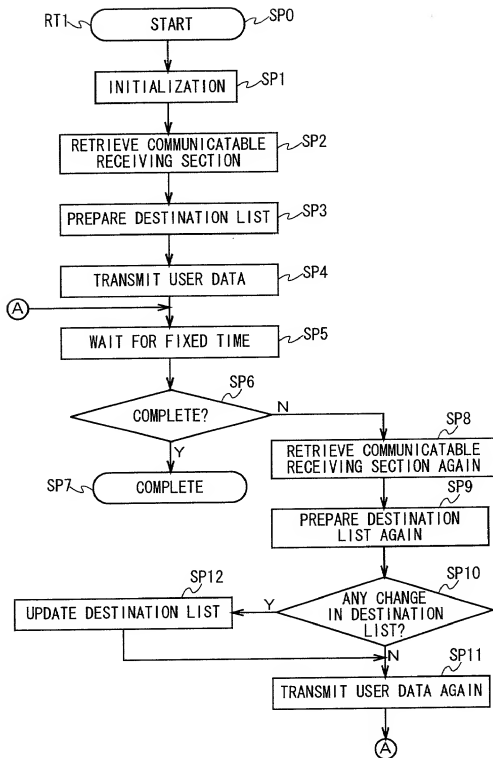 RT1
START
SP0
INITIALIZATION
SP1
RETRIEVE COMMUNICATABLE
RECEIVING SECTION
SP2
PREPARE DESTINATION LIST
SP3
TRANSMIT USER DATA
SP4
A
WAIT FOR FIXED TIME
SP5
COMPLETE?
SP6
N
Y
SP7
COMPLETE
SP8
RETRIEVE COMMUNICATABLE
RECEIVING SECTION AGAIN
SP9
PREPARE DESTINATION
LIST AGAIN
SP10
ANY CHANGE
IN DESTINATION
LIST?
Y
SP12
UPDATE DESTINATION LIST
N
SP11
TRANSMIT USER DATA AGAIN
A